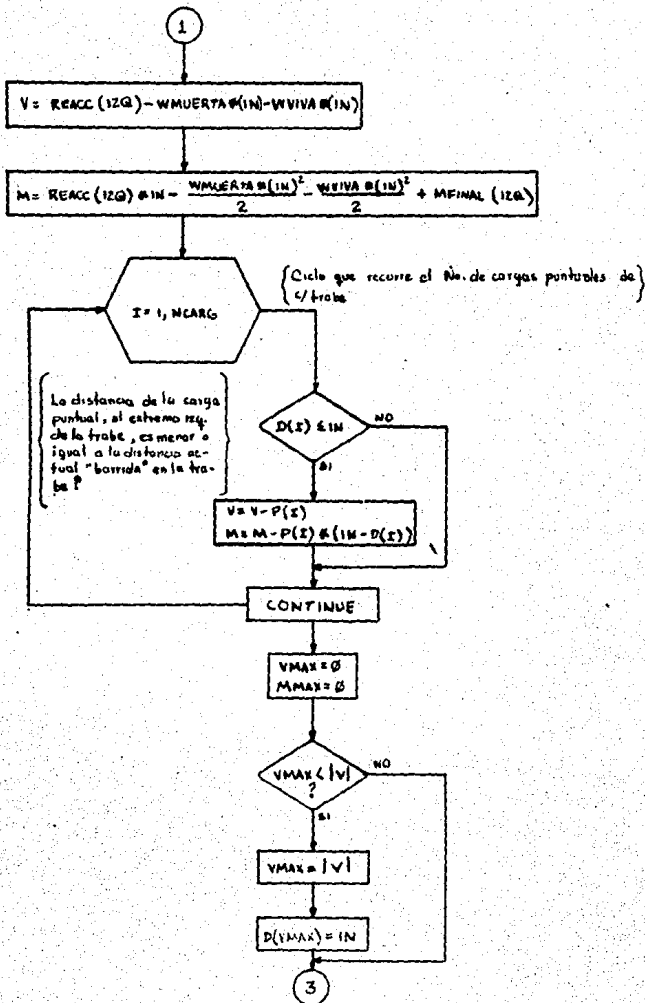 1
V = REACC (IZQ) - WMUERTA*(IN) - WVIVA*(IN)
M = REACC (IZQ) * IN - WMUERTA*(IN)²/2 - WVIVA*(IN)²/2 + MFINAL (IZQ)
I = 1, NCARG
{Ciclo que recorre el No. de cargas puntuales de
c/trabe}
La distancia de la carga
puntual, al extremo izq.
de la trabe, es menor o
igual a la distancia ac-
tual "barrida" en la tra-
be ?
D(I) ≤ IN
NO
SI
V = V - P(I)
M = M - P(I) * (IN - D(I))
CONTINUE
VMAX = Ø
MMAX = Ø
VMAX < |V|
?
NO
SI
VMAX = |V|
D(VMAX) = IN
3